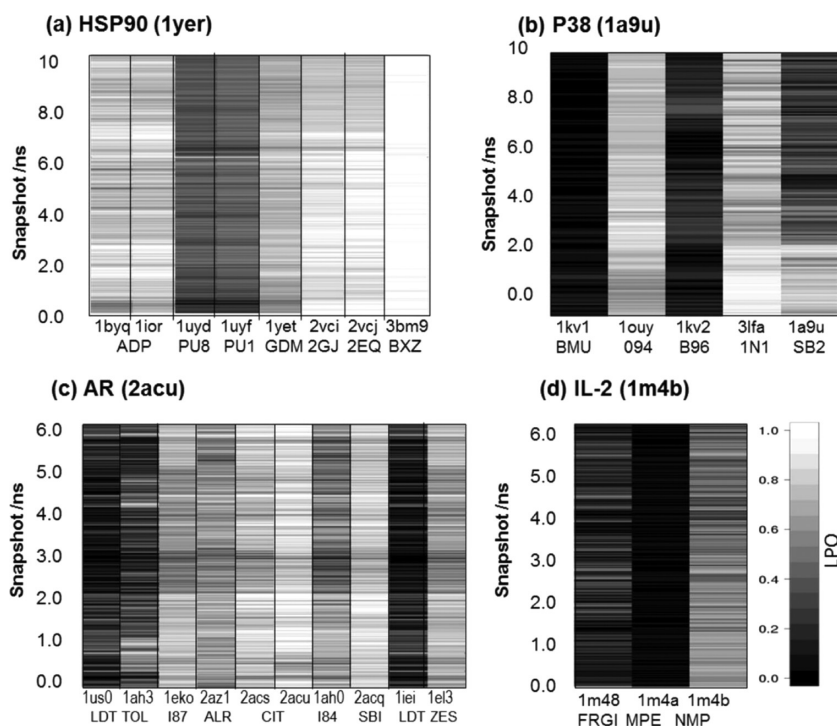 (a) HSP90 (1yer)
Snapshot /ns
10
8.0
6.0
4.0
2.0
0.0
1byq 1ior 1uyd 1uyf 1yet 2vci 2vcj 3bm9
ADP PU8 PU1 GDM 2GJ 2EQ BXZ
(b) P38 (1a9u)
Snapshot /ns
10
8.0
6.0
4.0
2.0
0.0
1kv1 1ouy 1kv2 3lfa 1a9u
BMU 094 B96 1N1 SB2
(c) AR (2acu)
Snapshot /ns
6.0
5.0
4.0
3.0
2.0
1.0
0.0
1us0 1ah3 1eko 2az1 2acs 2acu 1ah0 2acq 1iei 1el3
LDT TOL I87 ALR CIT I84 SBI LDT ZES
(d) IL-2 (1m4b)
Snapshot /ns
6.0
5.0
4.0
3.0
2.0
1.0
0.0
1m48 1m4a 1m4b
FRGI MPE NMP
1.0
0.8
0.6
0.4
0.2
0.0
LPO